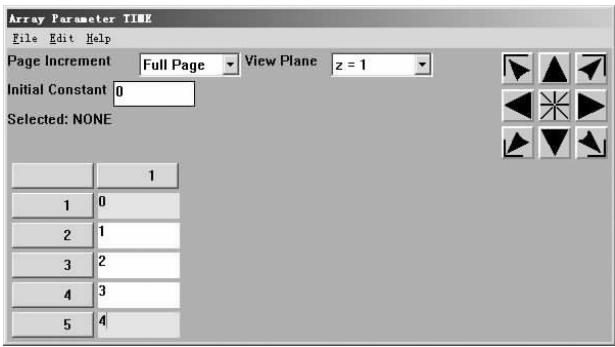 Array Parameter TIME
File Edit Help
Page Increment Full Page View Plane z = 1
Initial Constant 0
Selected: NONE
1
1 0
2 1
3 2
4 3
5 4